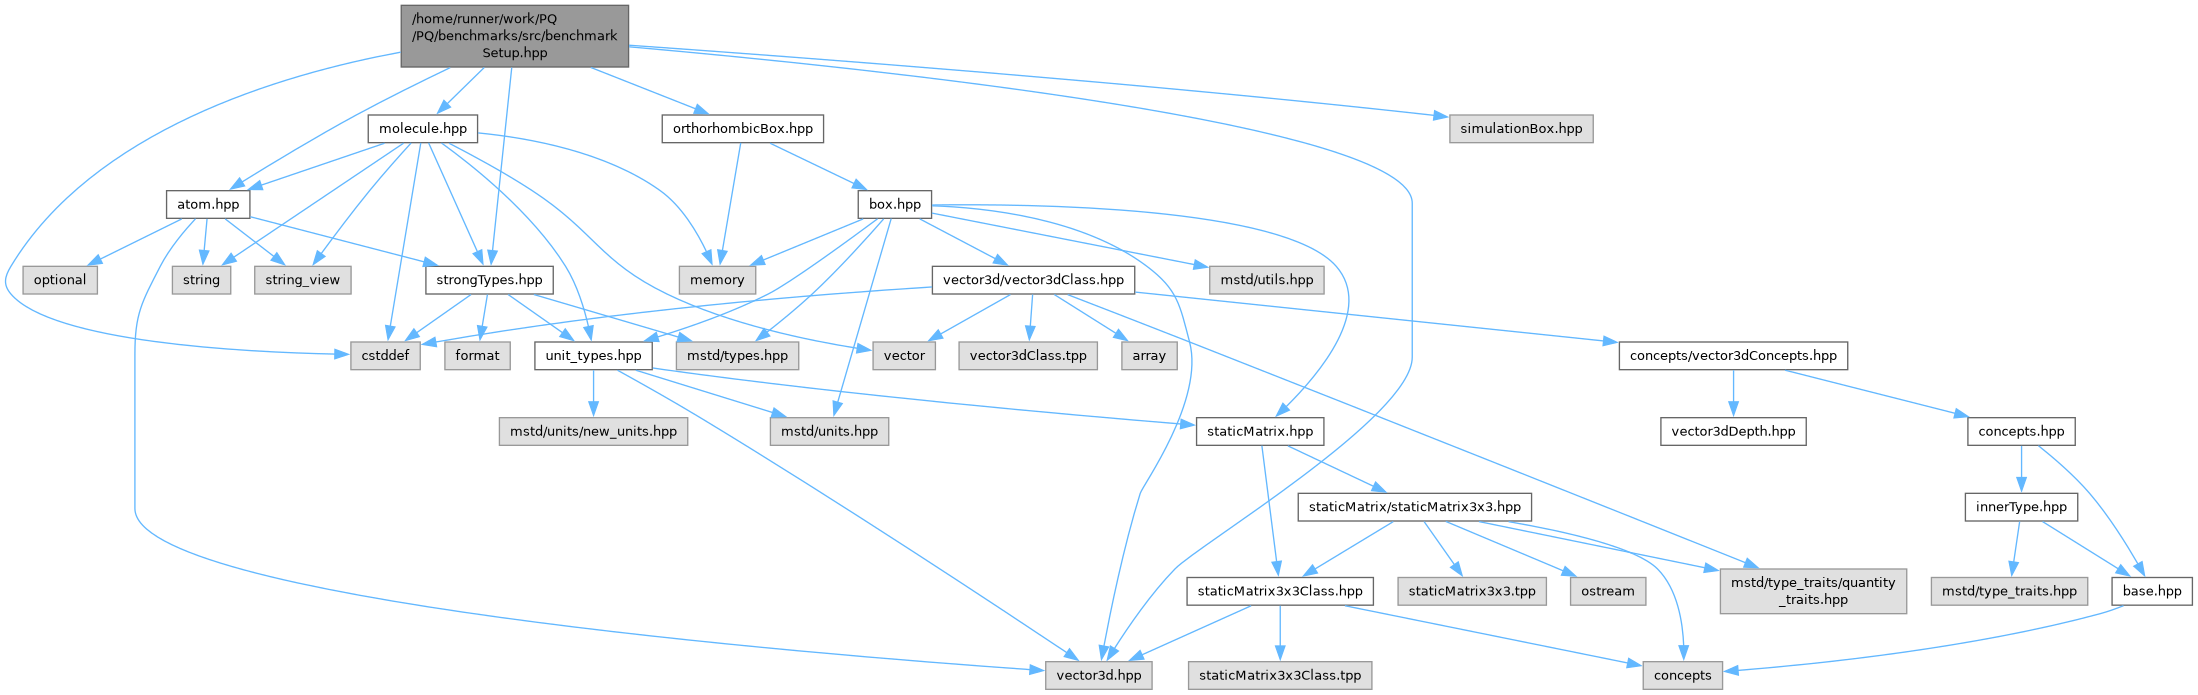 /home/runner/work/PQ
/PQ/benchmarks/src/benchmark
Setup.hpp
molecule.hpp
orthorhombicBox.hpp
simulationBox.hpp
atom.hpp
box.hpp
optional
string
string_view
strongTypes.hpp
memory
vector3d/vector3dClass.hpp
mstd/utils.hpp
cstddef
format
unit_types.hpp
mstd/types.hpp
vector
vector3dClass.tpp
array
concepts/vector3dConcepts.hpp
mstd/units/new_units.hpp
mstd/units.hpp
staticMatrix.hpp
vector3dDepth.hpp
concepts.hpp
staticMatrix/staticMatrix3x3.hpp
innerType.hpp
staticMatrix3x3Class.hpp
staticMatrix3x3.tpp
ostream
mstd/type_traits/quantity
_traits.hpp
mstd/type_traits.hpp
base.hpp
vector3d.hpp
staticMatrix3x3Class.tpp
concepts